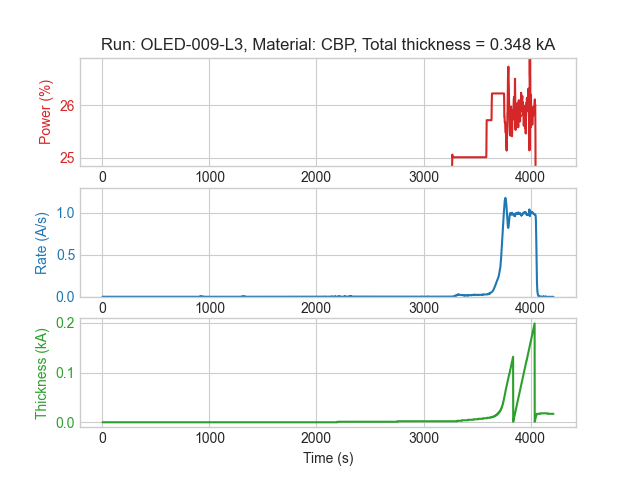 Run: OLED-009-L3, Material: CBP, Total thickness = 0.348 kA
Power (%)
26
25
0 1000 2000 3000 4000
Rate (A/s)
1.0
0.5
0.0
0 1000 2000 3000 4000
Thickness (kA)
0.2
0.1
0.0
0 1000 2000 3000 4000
Time (s)